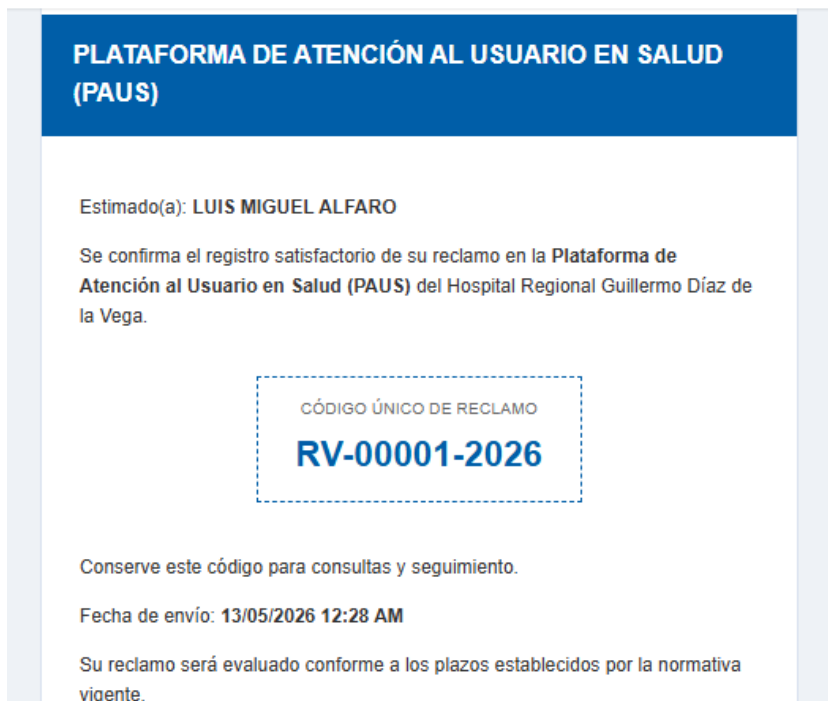 PLATAFORMA DE ATENCIÓN AL USUARIO EN SALUD
(PAUS)
Estimado(a): LUIS MIGUEL ALFARO
Se confirma el registro satisfactorio de su reclamo en la Plataforma de
Atención al Usuario en Salud (PAUS) del Hospital Regional Guillermo Díaz de
la Vega.
CÓDIGO ÚNICO DE RECLAMO
RV-00001-2026
Conserve este código para consultas y seguimiento.
Fecha de envío: 13/05/2026 12:28 AM
Su reclamo será evaluado conforme a los plazos establecidos por la normativa
vigente.